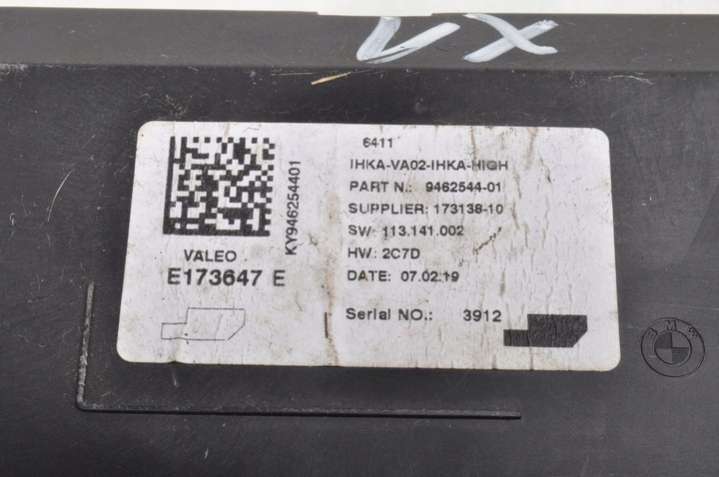 VX
6411
IHKA-VA02-IHKA-HIGH
PART N.: 9462544-01
SUPPLIER: 173138-10
SW: 113.141.002
HW: 2C7D
DATE: 07.02.19
Serial NO.: 3912
KY946254401
VALEO
E173647 E
BMW